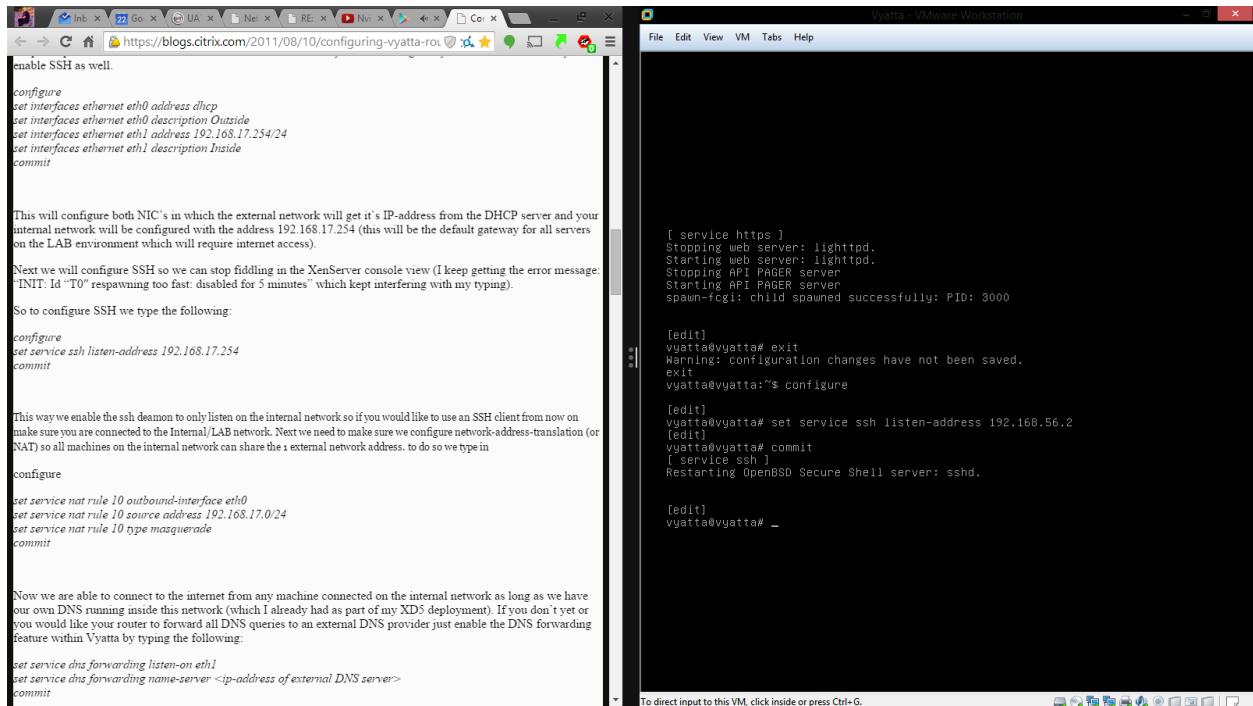 Inb
22 Go
UA
Net
RE:
Nvi
Cor
https://blogs.citrix.com/2011/08/10/configuring-vyatta-rou
enable SSH as well.
configure
set interfaces ethernet eth0 address dhcp
set interfaces ethernet eth0 description Outside
set interfaces ethernet eth1 address 192.168.17.254/24
set interfaces ethernet eth1 description Inside
commit
This will configure both NIC`s in which the external network will get it`s IP-address from the DHCP server and your
internal network will be configured with the address 192.168.17.254 (this will be the default gateway for all servers
on the LAB environment which will require internet access).
Next we will configure SSH so we can stop fiddling in the XenServer console view (I keep getting the error message:
“INIT: Id “T0″ respawning too fast: disabled for 5 minutes” which kept interfering with my typing).
So to configure SSH we type the following:
configure
set service ssh listen-address 192.168.17.254
commit
This way we enable the ssh deamon to only listen on the internal network so if you would like to use an SSH client from now on
make sure you are connected to the Internal/LAB network. Next we need to make sure we configure network-address-translation (or
NAT) so all machines on the internal network can share the 1 external network address. to do so we type in
configure
set service nat rule 10 outbound-interface eth0
set service nat rule 10 source address 192.168.17.0/24
set service nat rule 10 type masquerade
commit
Now we are able to connect to the internet from any machine connected on the internal network as long as we have
our own DNS running inside this network (which I already had as part of my XD5 deployment). If you don`t yet or
you would like your router to forward all DNS queries to an external DNS provider just enable the DNS forwarding
feature within Vyatta by typing the following:
set service dns forwarding listen-on eth1
set service dns forwarding name-server <ip-address of external DNS server>
commit
Vyatta - VMware Workstation
File Edit View VM Tabs Help
[ service https ]
Stopping web server: lighttpd.
Starting web server: lighttpd.
Stopping API PAGER server
Starting API PAGER server
spawn-fcgi: child spawned successfully: PID: 3000
[edit]
vyatta@vyatta# exit
Warning: configuration changes have not been saved.
exit
vyatta@vyatta:~$ configure
[edit]
vyatta@vyatta# set service ssh listen-address 192.168.56.2
[edit]
vyatta@vyatta# commit
[ service ssh ]
Restarting OpenBSD Secure Shell server: sshd.
[edit]
vyatta@vyatta# _
To direct input to this VM, click inside or press Ctrl+G.